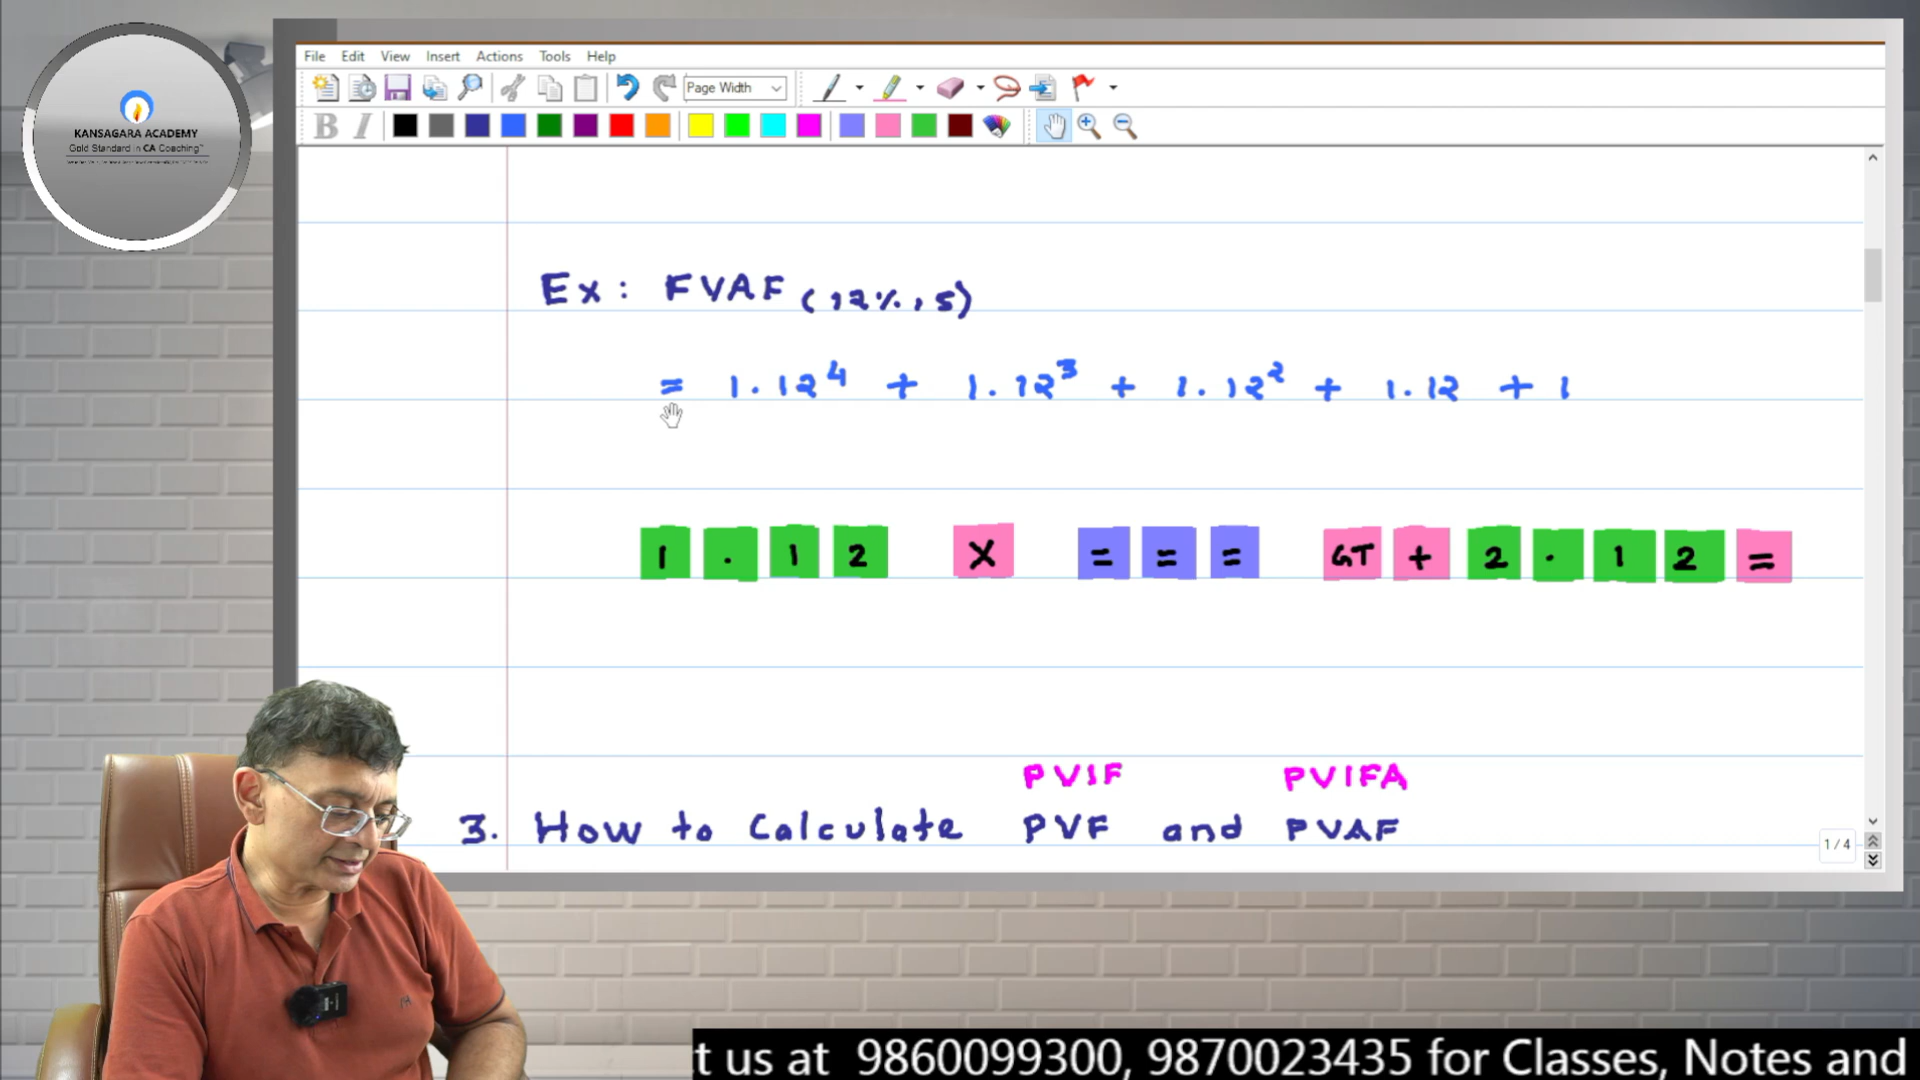 File Edit View Insert Actions Tools Help
Page Width
B I
KANSAGARA ACADEMY
Gold Standard in CA Coaching™
Ex: FVAF (12%, 5)
= 1.12⁴ + 1.12³ + 1.12² + 1.12 + 1
1 . 1 2 X = = = GT + 2 . 1 2 =
PVIF PVIFA
3. How to Calculate PVF and PVAF
1 / 4
t us at 9860099300, 9870023435 for Classes, Notes and